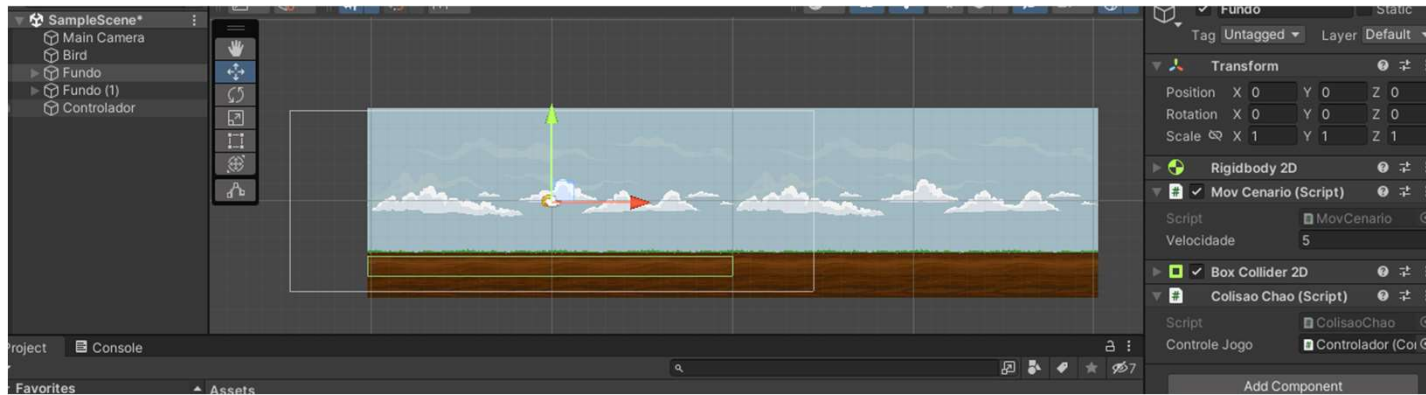 SampleScene*
Main Camera
Bird
Fundo
Fundo (1)
Controlador
Project
Console
7
Favorites
Assets
Fundo
Static
Tag Untagged Layer Default
Transform
Position X 0 Y 0 Z 0
Rotation X 0 Y 0 Z 0
Scale X 1 Y 1 Z 1
Rigidbody 2D
# Mov Cenario (Script)
Script # MovCenario
Velocidade 5
Box Collider 2D
# Colisao Chao (Script)
Script # ColisaoChao
Controle Jogo # Controlador (Co
Add Component